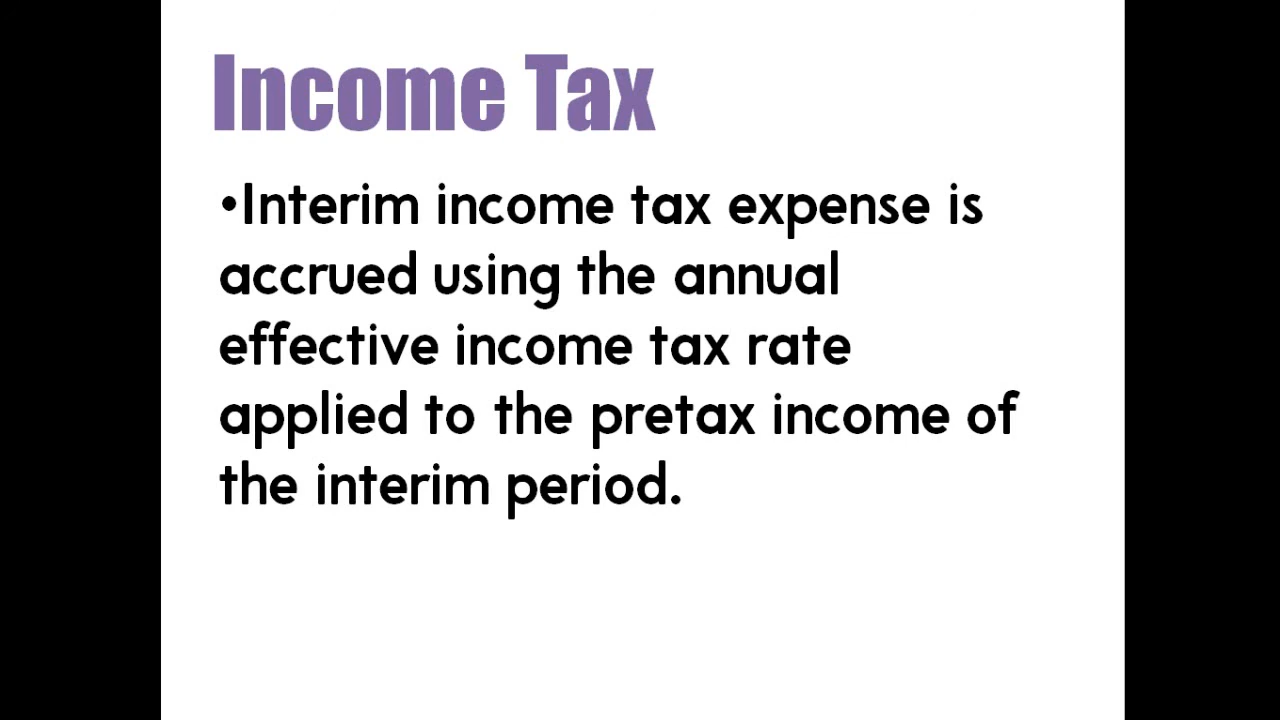 Income Tax
•Interim income tax expense is
accrued using the annual
effective income tax rate
applied to the pretax income of
the interim period.